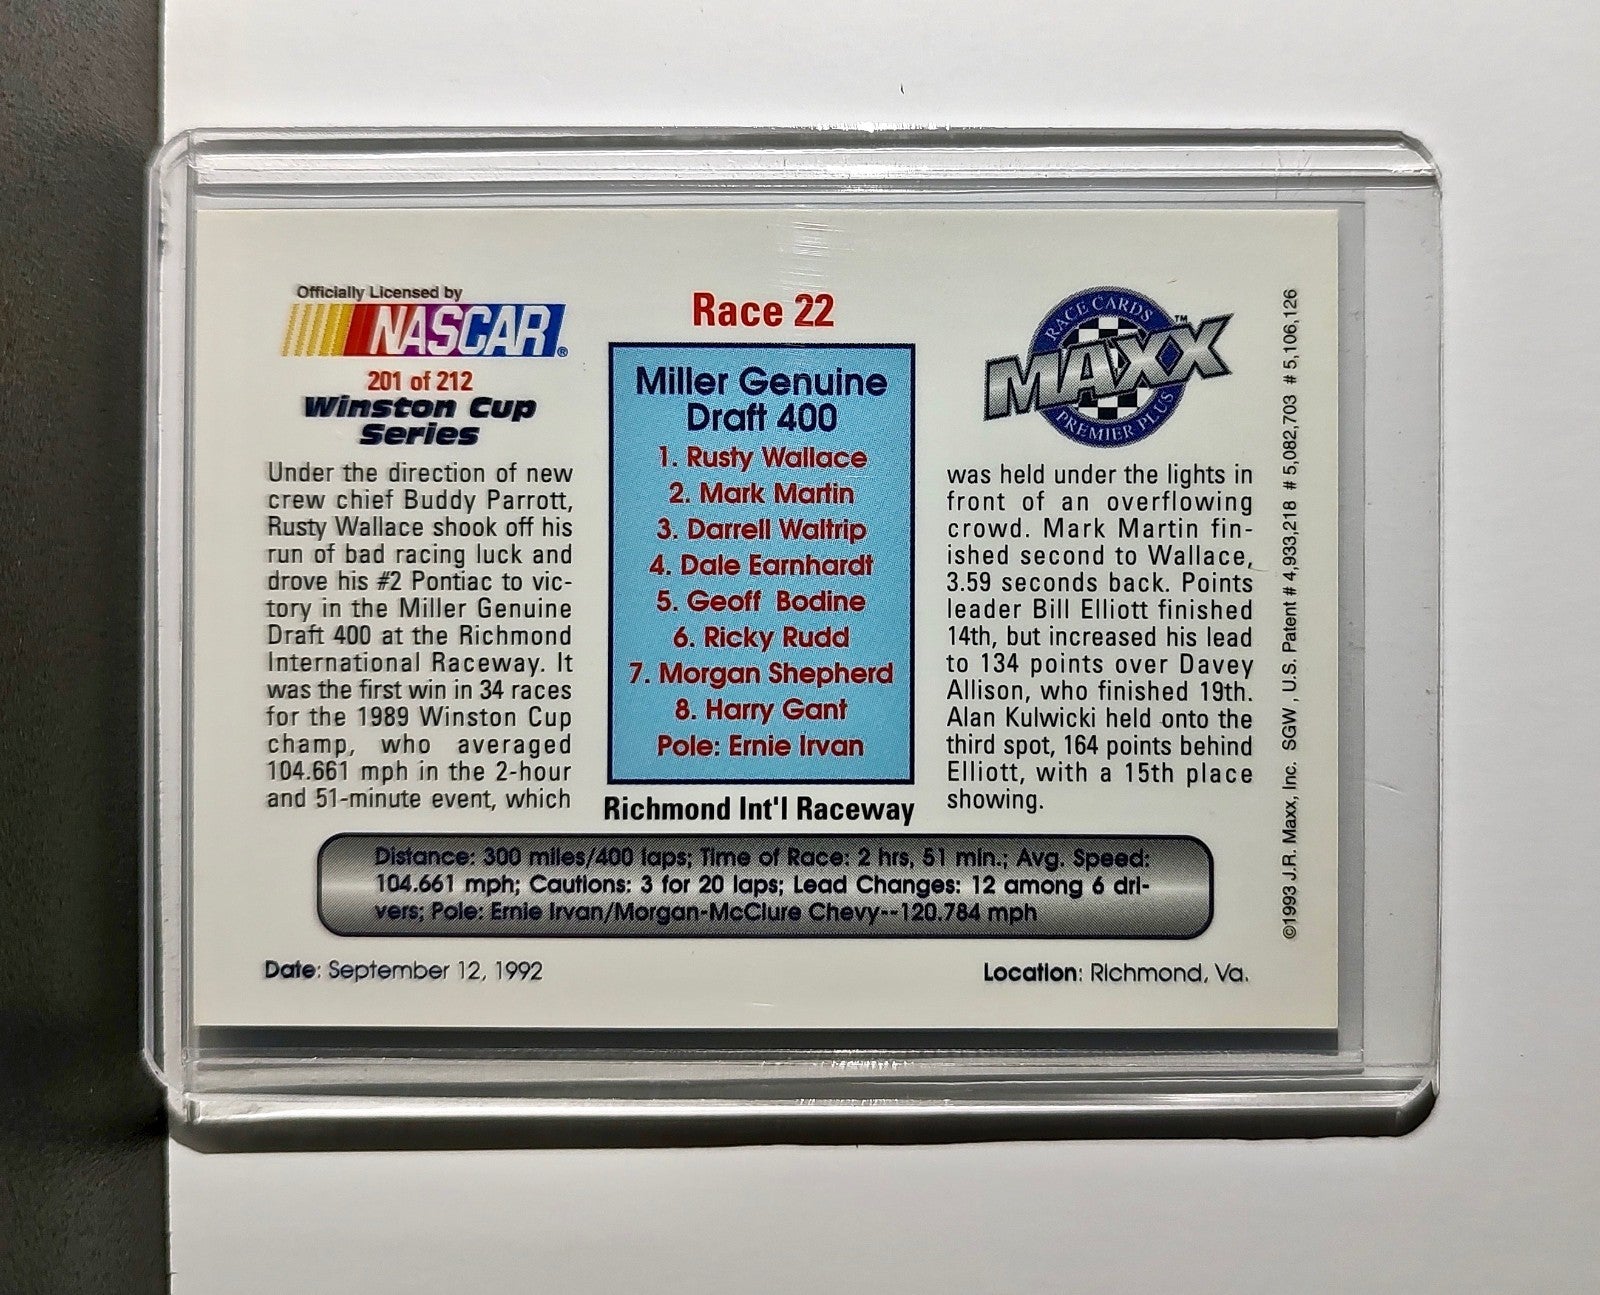 Officially Licensed by
NASCAR®
201 of 212
Winston Cup
Series
Under the direction of new
crew chief Buddy Parrott,
Rusty Wallace shook off his
run of bad racing luck and
drove his #2 Pontiac to vic-
tory in the Miller Genuine
Draft 400 at the Richmond
International Raceway. It
was the first win in 34 races
for the 1989 Winston Cup
champ, who averaged
104.661 mph in the 2-hour
and 51-minute event, which
Race 22
Miller Genuine
Draft 400
1. Rusty Wallace
2. Mark Martin
3. Darrell Waltrip
4. Dale Earnhardt
5. Geoff Bodine
6. Ricky Rudd
7. Morgan Shepherd
8. Harry Gant
Pole: Ernie Irvan
Richmond Int'l Raceway
RACE CARDS
MAXX™
PREMIER PLUS
was held under the lights in
front of an overflowing
crowd. Mark Martin fin-
ished second to Wallace,
3.59 seconds back. Points
leader Bill Elliott finished
14th, but increased his lead
to 134 points over Davey
Allison, who finished 19th.
Alan Kulwicki held onto the
third spot, 164 points behind
Elliott, with a 15th place
showing.
Distance: 300 miles/400 laps; Time of Race: 2 hrs, 51 min.; Avg. Speed:
104.661 mph; Cautions: 3 for 20 laps; Lead Changes: 12 among 6 dri-
vers; Pole: Ernie Irvan/Morgan-McClure Chevy--120.784 mph
Date: September 12, 1992
Location: Richmond, Va.
©1993 J.R. Maxx, Inc. SGW , U.S. Patent # 4,933,218 # 5,082,703 # 5,106,126